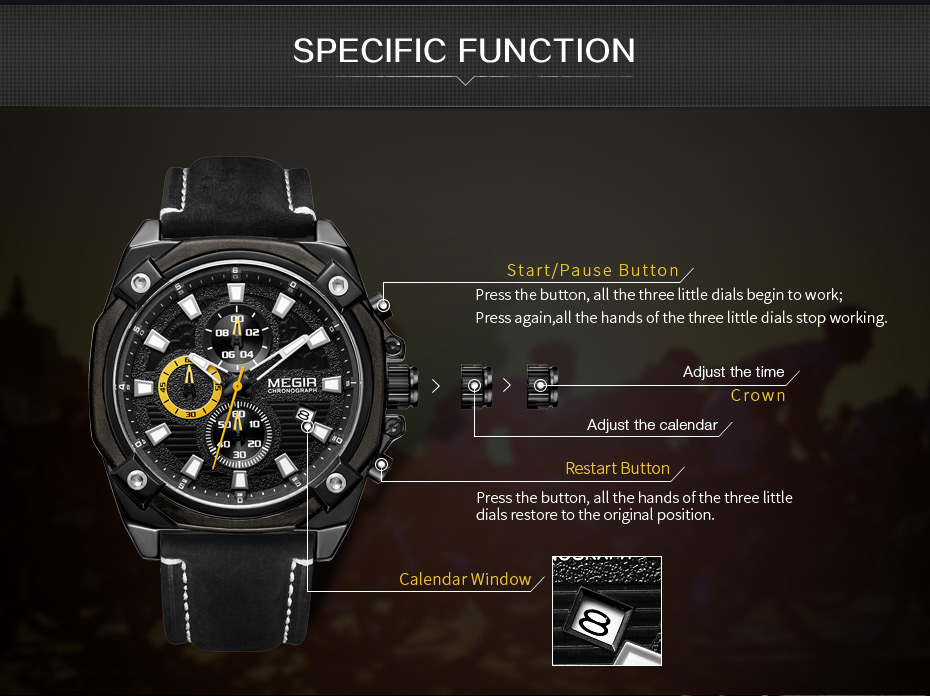 SPECIFIC FUNCTION
Start/Pause Button
Press the button, all the three little dials begin to work;
Press again,all the hands of the three little dials stop working.
00
08 02
06 04
60
45 15
30
MEGIR
CHRONOGRAPH
8
60
50 10
40 20
30
Adjust the time
Crown
Adjust the calendar
Restart Button
Press the button, all the hands of the three little
dials restore to the original position.
Calendar Window
8